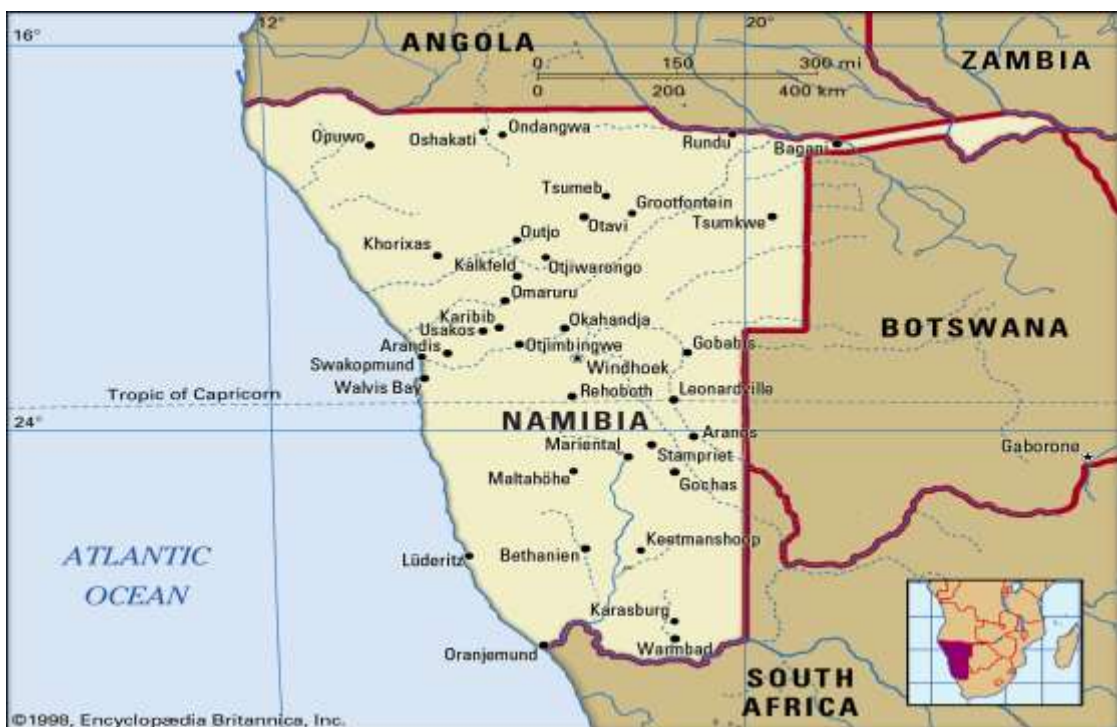 12°
20°
16°
ANGOLA
ZAMBIA
0 150 300 mi
0 200 400 km
Opuwo
Oshakati
Ondangwa
Rundu
Bagani
Tsumeb
Grootfontein
Otavi
Tsumkwe
Outjo
Khorixas
Kalkfeld
Otjiwarongo
Omaruru
Karibib
Okahandja
Usakos
BOTSWANA
Arandis
Otjimbingwe
Gobabis
Swakopmund
Windhoek
Walvis Bay
Rehoboth
Leonardville
Tropic of Capricorn
24°
NAMIBIA
Aranos
Mariental
Stampriet
Gaborone
Maltahöhe
Gochas
ATLANTIC
OCEAN
Lüderitz
Bethanien
Keetmanshoop
Karasburg
Oranjemund
Warmbad
SOUTH
AFRICA
©1998, Encyclopædia Britannica, Inc.